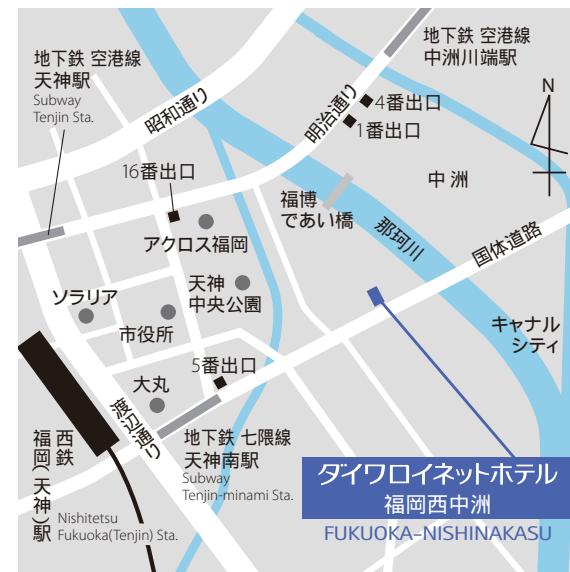 地下鉄 空港線
天神駅
Subway
Tenjin Sta.
昭和通り
地下鉄 空港線
中洲川端駅
明治通り
4番出口
1番出口
N
16番出口
中 洲
福博
であい橋
アクロス福岡
那珂川
国体道路
天神
中央公園
ソラリア
市役所
キャナル
シティ
5番出口
大丸
渡辺通り
西鉄
福岡(天神)駅
Nishitetsu
Fukuoka(Tenjin) Sta.
地下鉄 七隈線
天神南駅
Subway
Tenjin-minami Sta.
ダイワロイネットホテル
福岡西中洲
FUKUOKA-NISHINAKASU